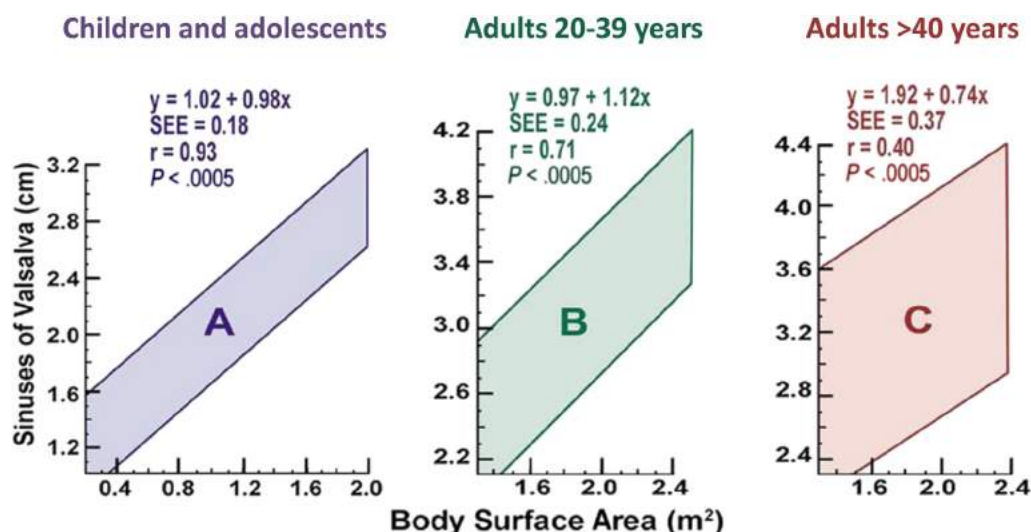 Children and adolescents
y = 1.02 + 0.98x
SEE = 0.18
r = 0.93
P < .0005
Sinuses of Valsalva (cm)
3.2
2.8
2.4
2.0
1.6
1.2
A
0.4 0.8 1.2 1.6 2.0
Adults 20-39 years
y = 0.97 + 1.12x
SEE = 0.24
r = 0.71
P < .0005
4.2
3.8
3.4
3.0
2.6
2.2
B
1.6 2.0 2.4
Adults >40 years
y = 1.92 + 0.74x
SEE = 0.37
r = 0.40
P < .0005
4.4
4.0
3.6
3.2
2.8
2.4
C
1.6 2.0 2.4
Body Surface Area (m²)